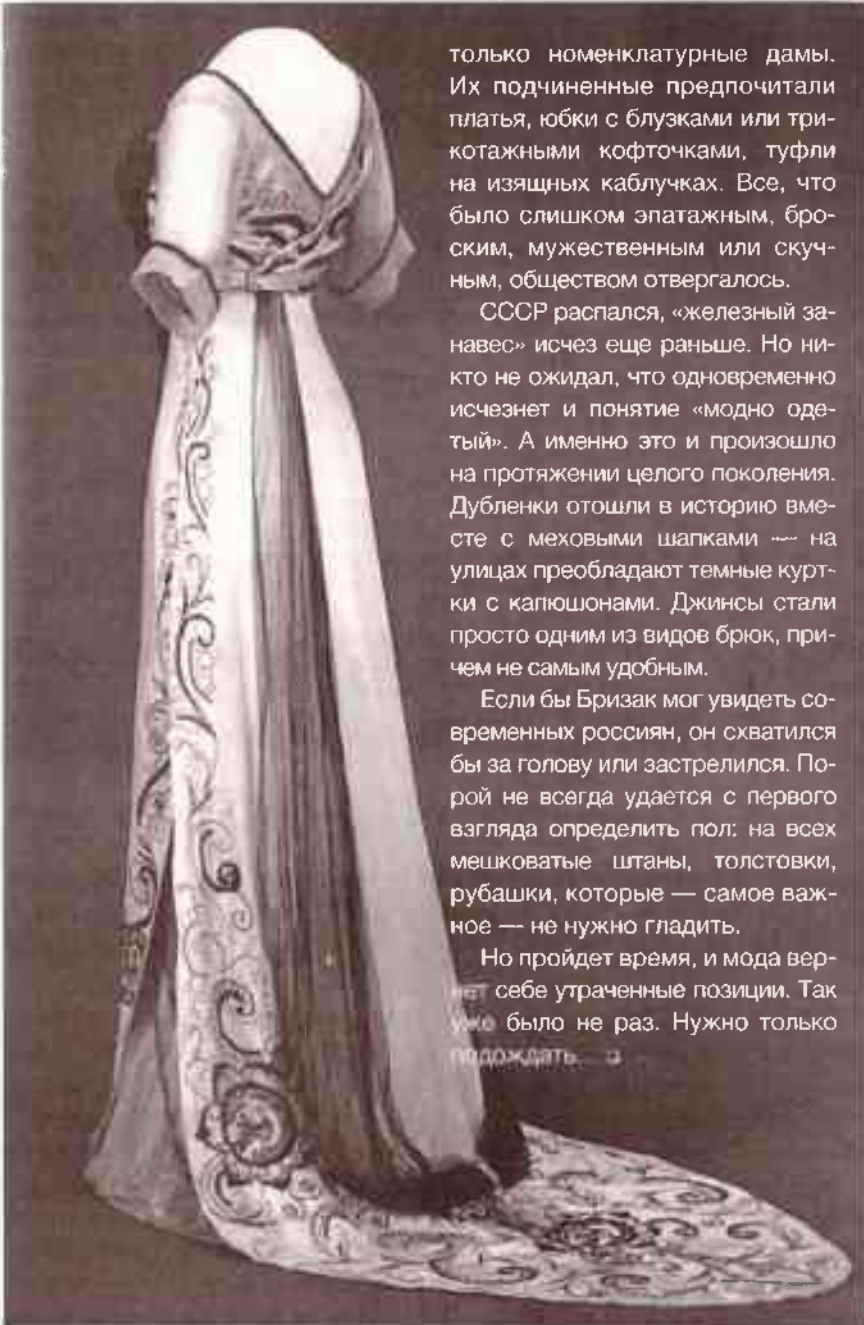 только номенклатурные дамы.
Их подчиненные предпочитали
платья, юбки с блузками или три-
котажными кофточками, туфли
на изящных каблучках. Все, что
было слишком эпатажным, бро-
ским, мужественным или скуч-
ным, обществом отвергалось.
СССР распался, «железный за-
навес» исчез еще раньше. Но ни-
кто не ожидал, что одновременно
исчезнет и понятие «модно оде-
тый». А именно это и произошло
на протяжении целого поколения.
Дубленки отошли в историю вме-
сте с меховыми шапками — на
улицах преобладают темные курт-
ки с капюшонами. Джинсы стали
просто одним из видов брюк, при-
чем не самым удобным.
Если бы Бризак мог увидеть со-
временных россиян, он схватился
бы за голову или застрелился. По-
рой не всегда удается с первого
взгляда определить пол: на всех
мешковатые штаны, толстовки,
рубашки, которые — самое важ-
ное — не нужно гладить.
Но пройдет время, и мода вер-
нет себе утраченные позиции. Так
уже было не раз. Нужно только
подождать.